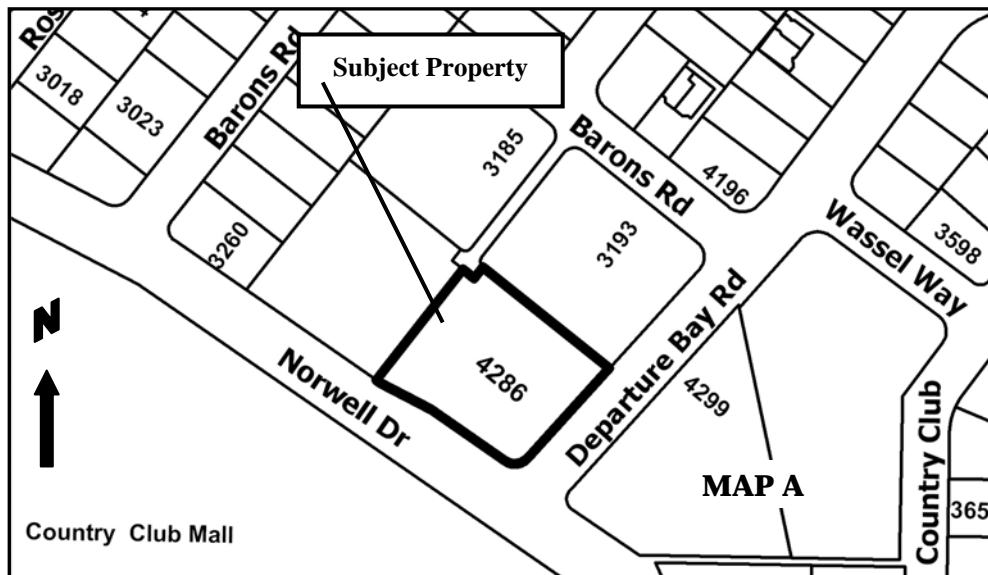 Ros
3018
3023
Barons Rd
Subject Property
3185
Barons Rd
4196
3260
3193
Wassel Way
3598
N
Norwell Dr
4286
Departure Bay Rd
4299
MAP A
Country Club
365
Country Club Mall